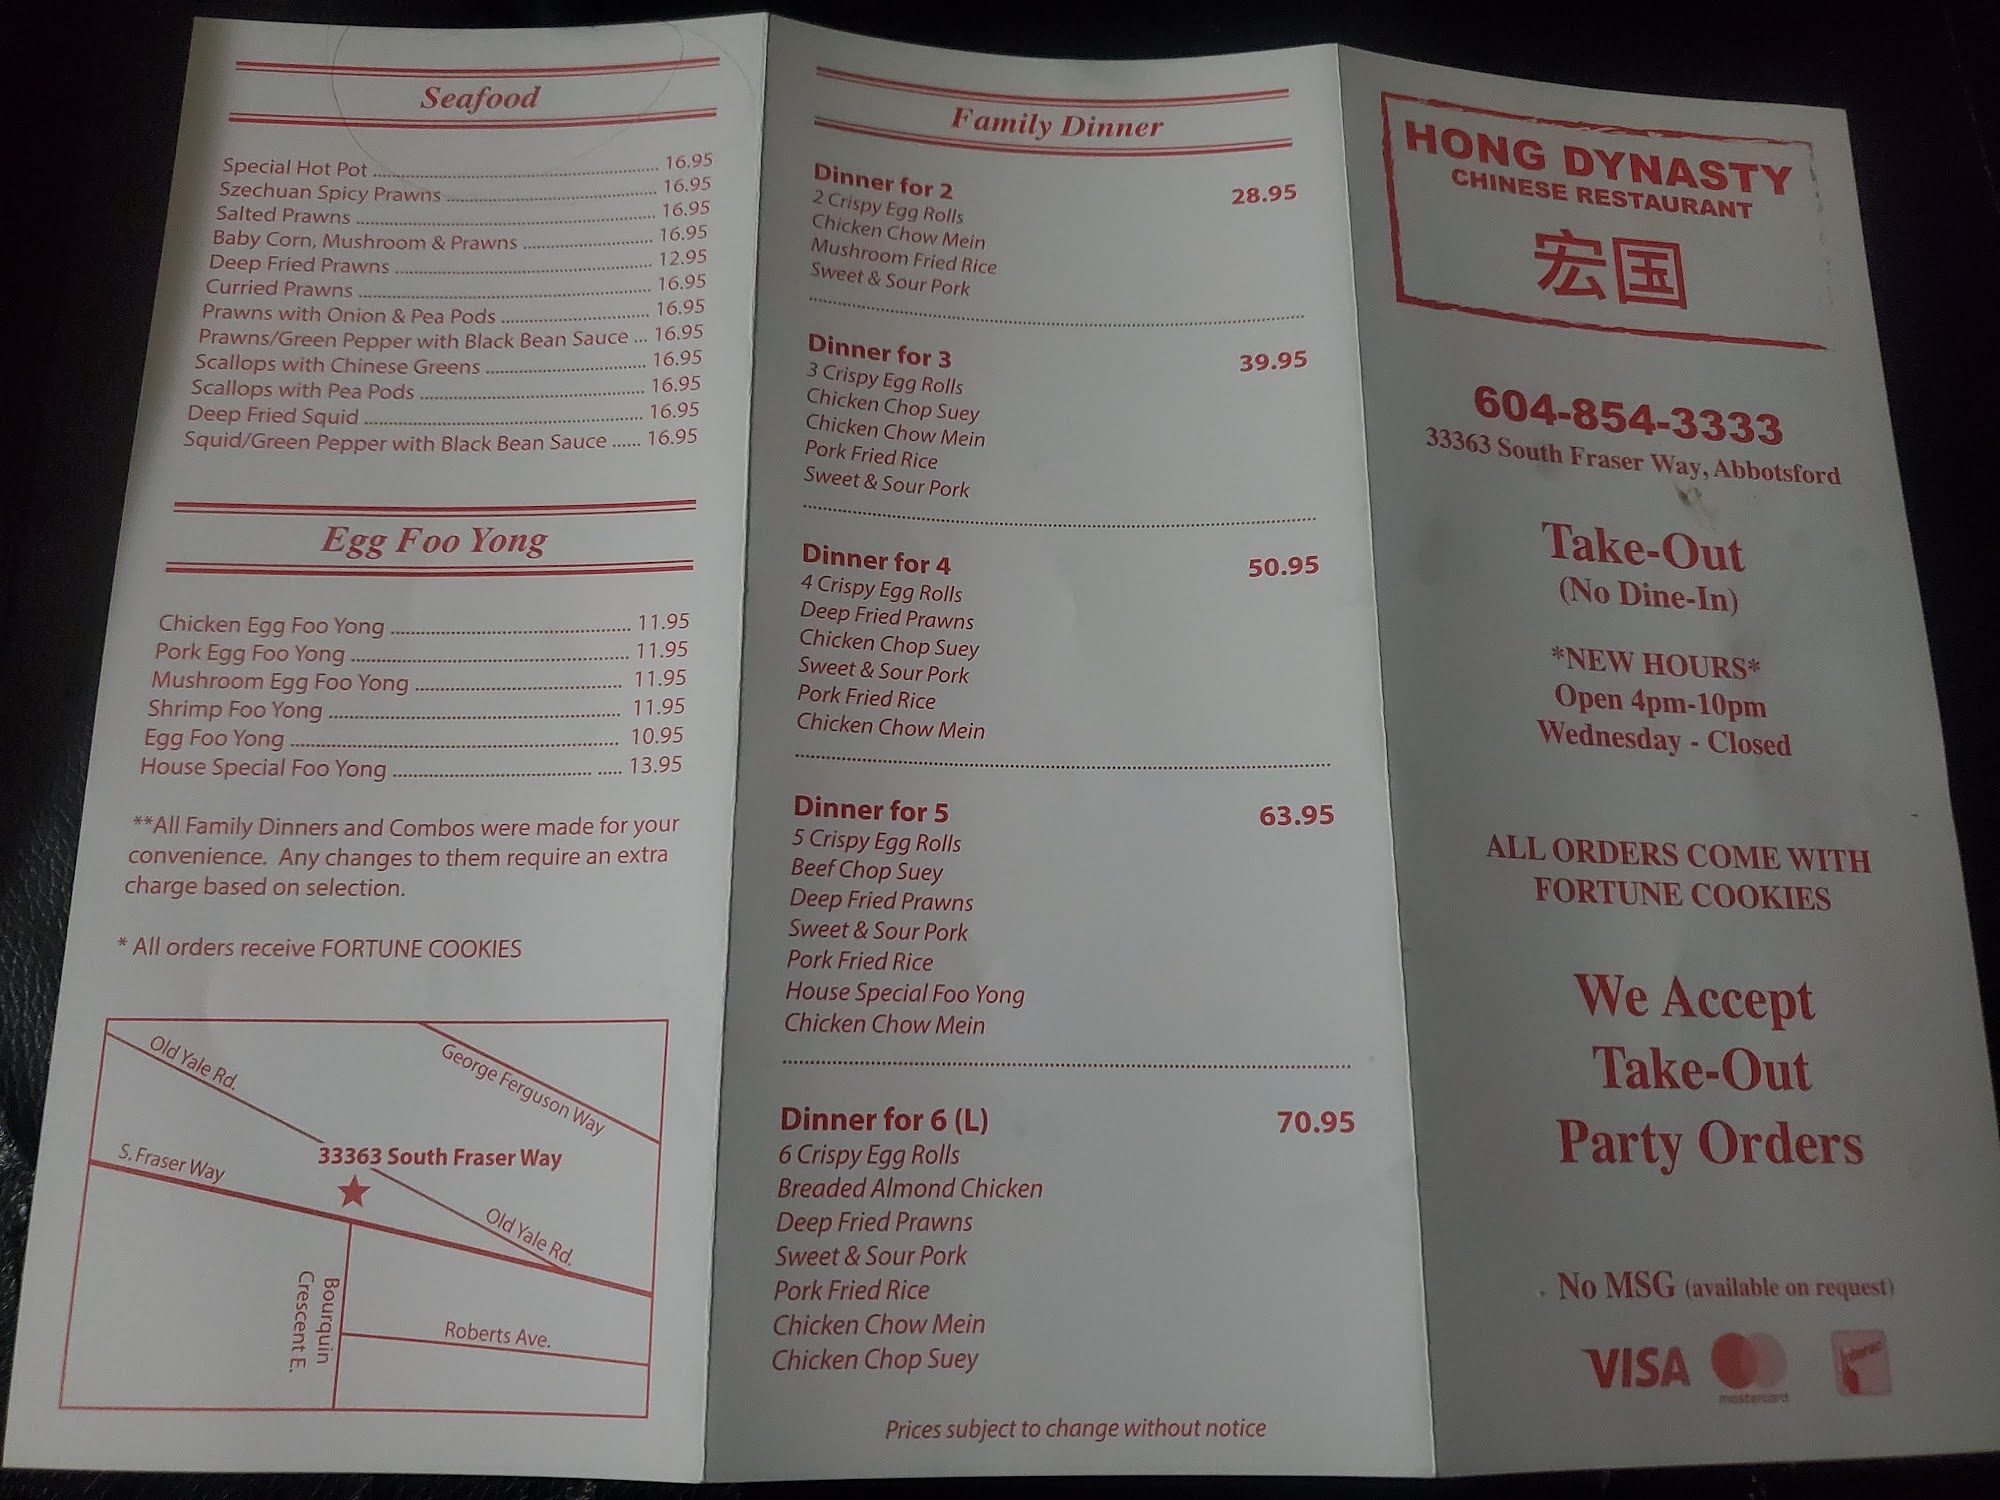 Seafood
Special Hot Pot ........ 16.95
Szechuan Spicy Prawns ........ 16.95
Salted Prawns ........ 16.95
Baby Corn, Mushroom & Prawns ........ 16.95
Deep Fried Prawns ........ 12.95
Curried Prawns ........ 16.95
Prawns with Onion & Pea Pods ........ 16.95
Prawns/Green Pepper with Black Bean Sauce ... 16.95
Scallops with Chinese Greens ........ 16.95
Scallops with Pea Pods ........ 16.95
Deep Fried Squid ........ 16.95
Squid/Green Pepper with Black Bean Sauce ...... 16.95
Egg Foo Yong
Chicken Egg Foo Yong ........ 11.95
Pork Egg Foo Yong ........ 11.95
Mushroom Egg Foo Yong ........ 11.95
Shrimp Foo Yong ........ 11.95
Egg Foo Yong ........ 10.95
House Special Foo Yong ........ 13.95
**All Family Dinners and Combos were made for your
convenience. Any changes to them require an extra
charge based on selection.
* All orders receive FORTUNE COOKIES
Old Yale Rd.
George Ferguson Way
S. Fraser Way
33363 South Fraser Way
Old Yale Rd.
Bourquin
Crescent E.
Roberts Ave.
Family Dinner
Dinner for 2 28.95
2 Crispy Egg Rolls
Chicken Chow Mein
Mushroom Fried Rice
Sweet & Sour Pork
Dinner for 3 39.95
3 Crispy Egg Rolls
Chicken Chop Suey
Chicken Chow Mein
Pork Fried Rice
Sweet & Sour Pork
Dinner for 4 50.95
4 Crispy Egg Rolls
Deep Fried Prawns
Chicken Chop Suey
Sweet & Sour Pork
Pork Fried Rice
Chicken Chow Mein
Dinner for 5 63.95
5 Crispy Egg Rolls
Beef Chop Suey
Deep Fried Prawns
Sweet & Sour Pork
Pork Fried Rice
House Special Foo Yong
Chicken Chow Mein
Dinner for 6 (L) 70.95
6 Crispy Egg Rolls
Breaded Almond Chicken
Deep Fried Prawns
Sweet & Sour Pork
Pork Fried Rice
Chicken Chow Mein
Chicken Chop Suey
Prices subject to change without notice
HONG DYNASTY
CHINESE RESTAURANT
宏国
604-854-3333
33363 South Fraser Way, Abbotsford
Take-Out
(No Dine-In)
*NEW HOURS*
Open 4pm-10pm
Wednesday - Closed
ALL ORDERS COME WITH
FORTUNE COOKIES
We Accept
Take-Out
Party Orders
No MSG (available on request)
VISA
mastercard
Interac